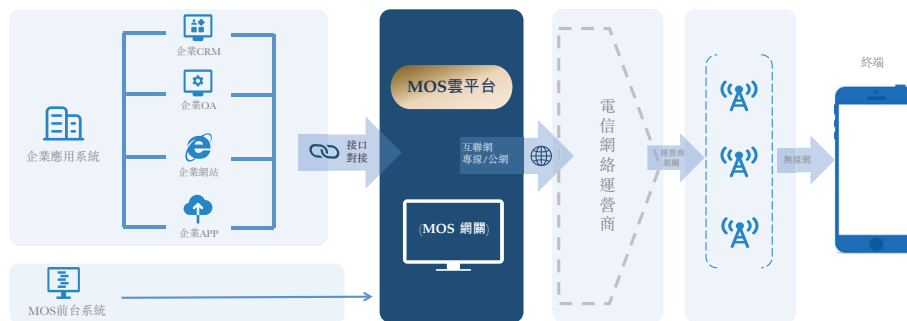 企業CRM
企業OA
企業網站
企業APP
企業應用系統
MOS前台系統
接口
對接
MOS雲平台
互聯網
專線/公網
(MOS 網關)
電信網絡運營商
運營商
網關
無線網
終端